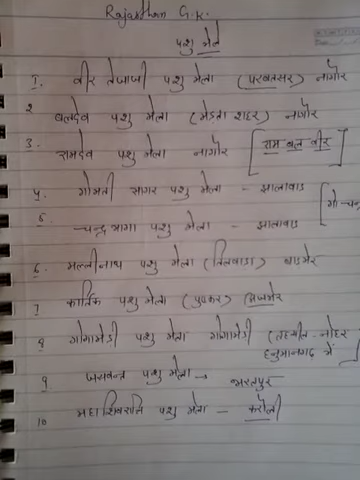 Rajasthan G.K.
पशु मेले
1. वीर तेजाजी पशु मेला (परबतसर) नागौर
2 बलदेव पशु मेला (मेड़ता शहर) नागौर
3. रामदेव पशु मेला नागौर [राम बल वीर]
4. गोमती सागर पशु मेला - झालावाड़ [गो-चन्द्र
5. चन्द्रभागा पशु मेला - झालावाड
6. मल्लीनाथ पशु मेला (तिलवाडा) बाडमेर
7 कार्तिक पशु मेला (पुष्कर) अजमेर
8 गोगामेडी पशु मेला गोगामेडी (तहसील - नोहर
हनुमानगढ में)
9 जसवन्त पशु मेला → भरतपुर
10 महाशिवरात्रि पशु मेला - करौली